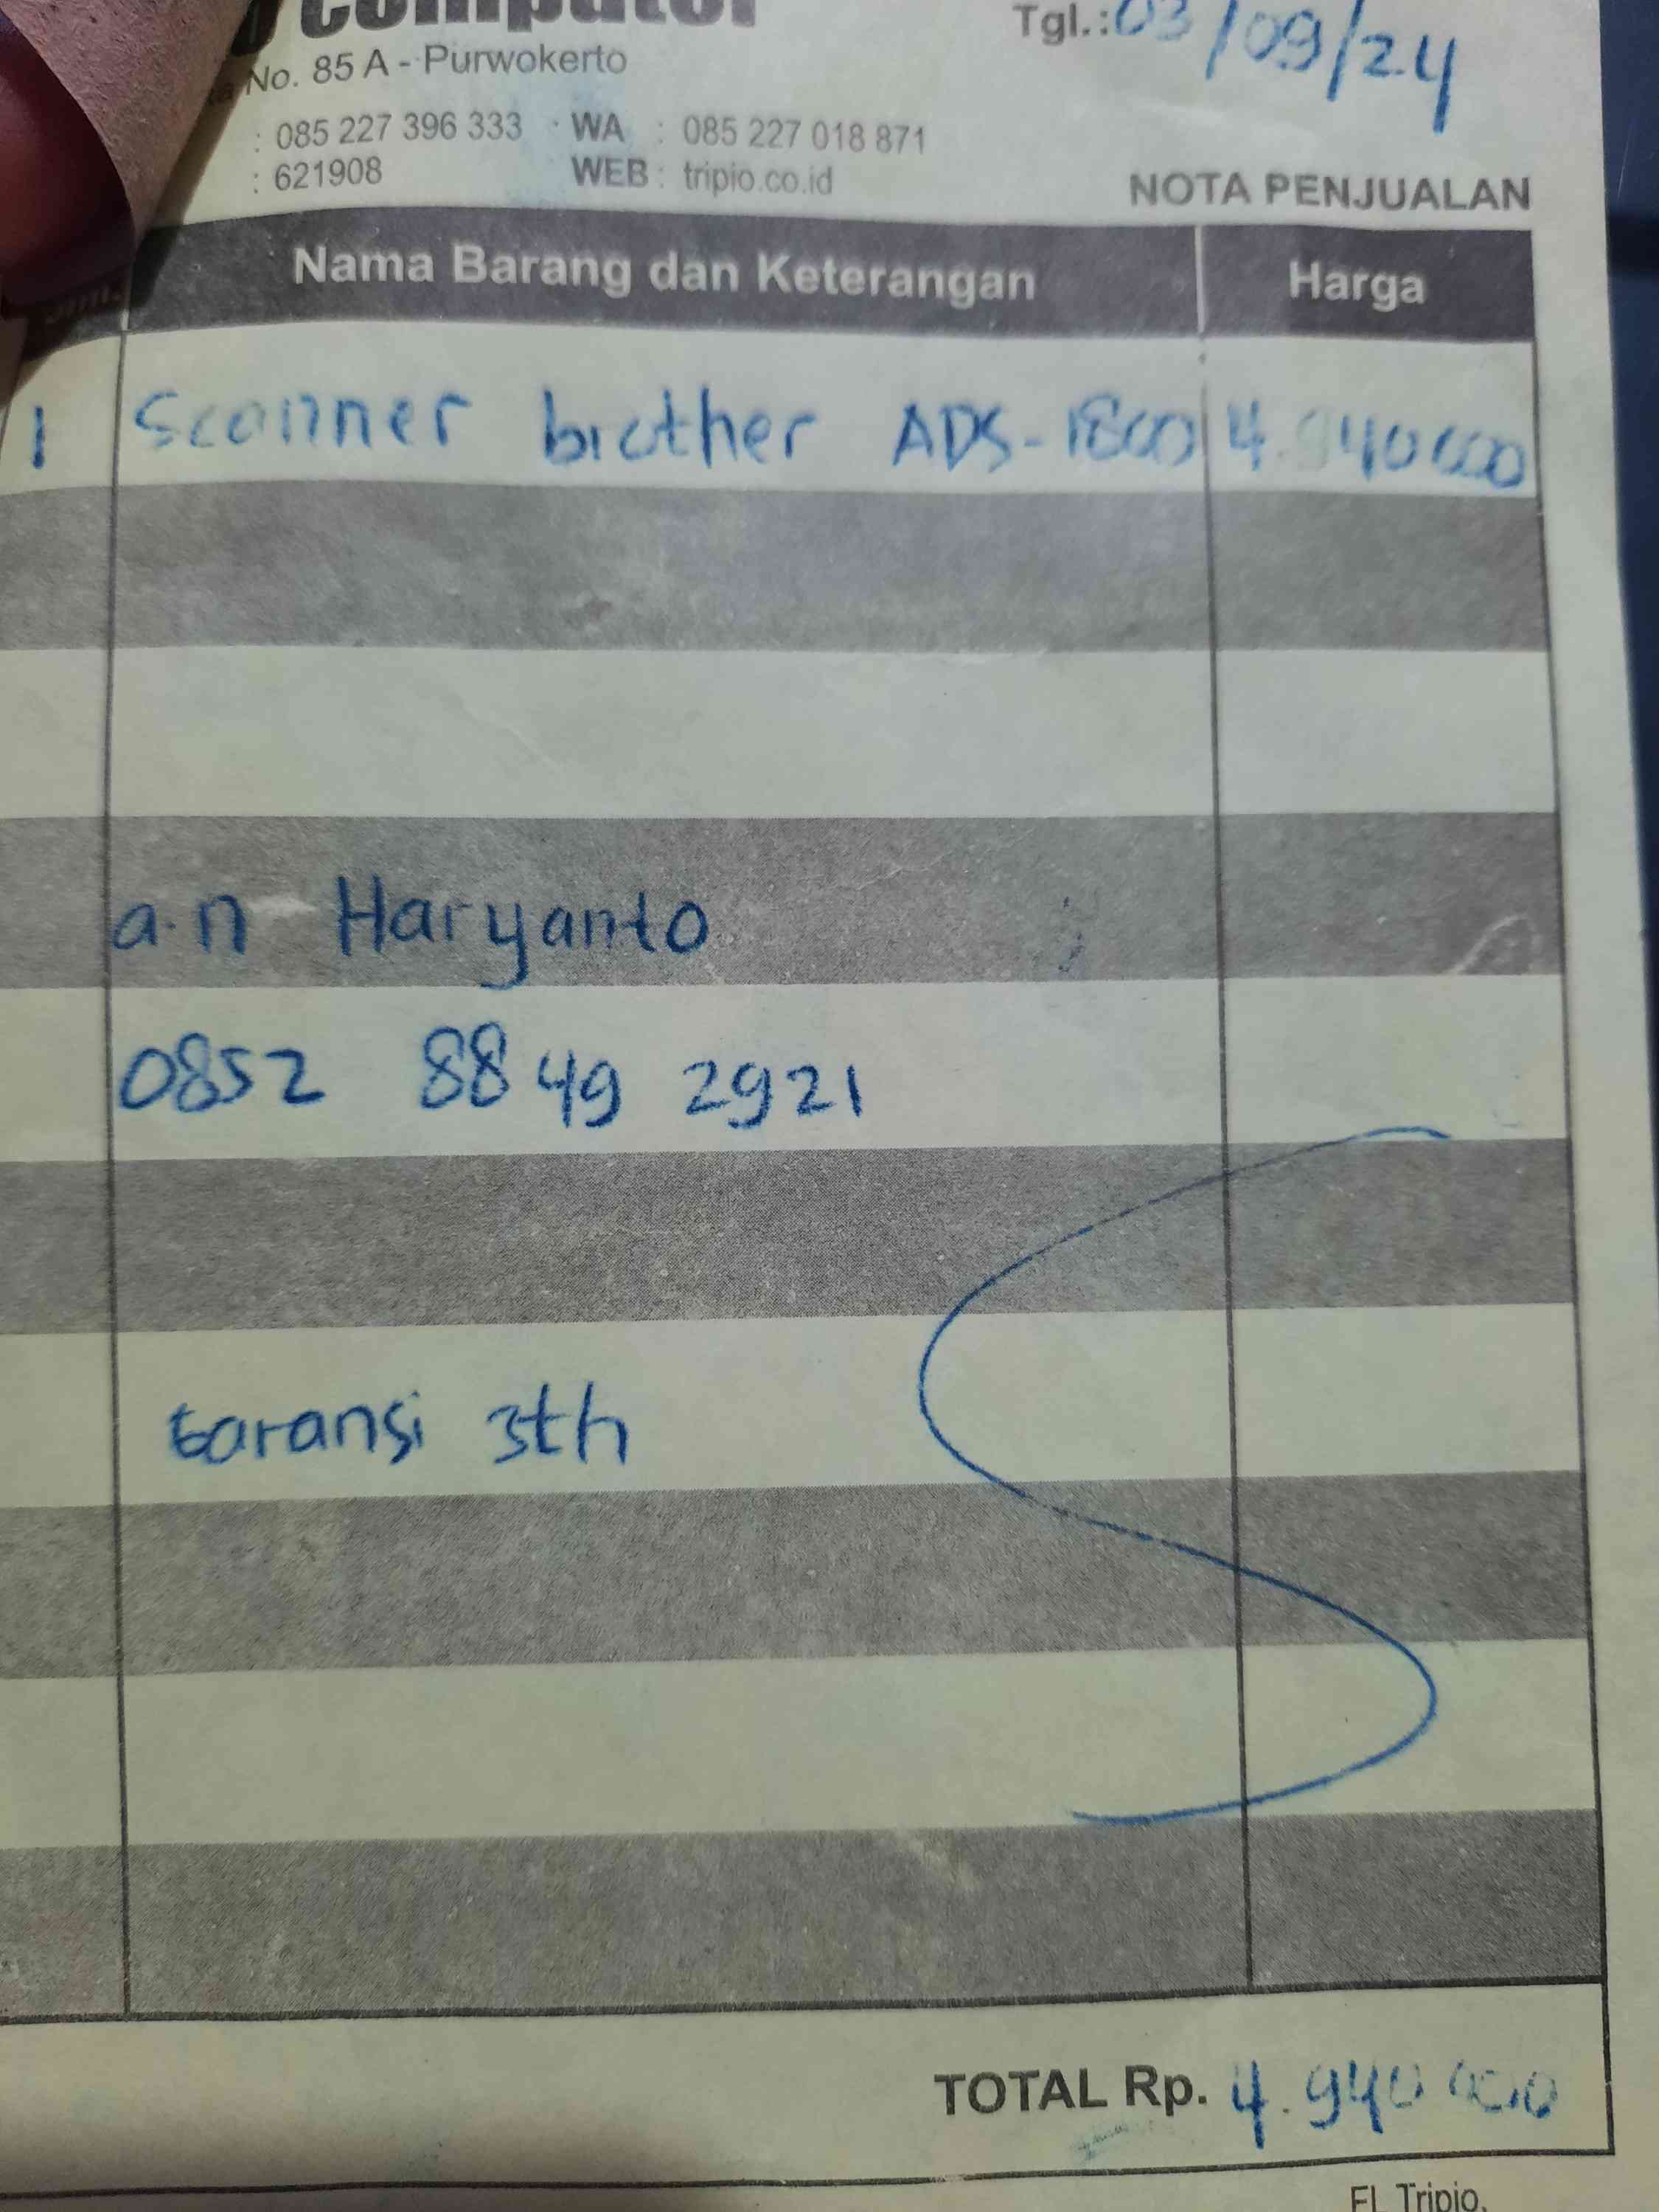 Computer
Tgl.: 03/09/24
No. 85 A - Purwokerto
: 085 227 396 333 · WA : 085 227 018 871
: 621908 WEB : tripio.co.id
NOTA PENJUALAN
Nama Barang dan Keterangan Harga
1 Scanner brother ADS-1800 4.940000
a.n Haryanto
0852 8849 2921
Garansi 3th
TOTAL Rp. 4.940 000
FL Tripio.